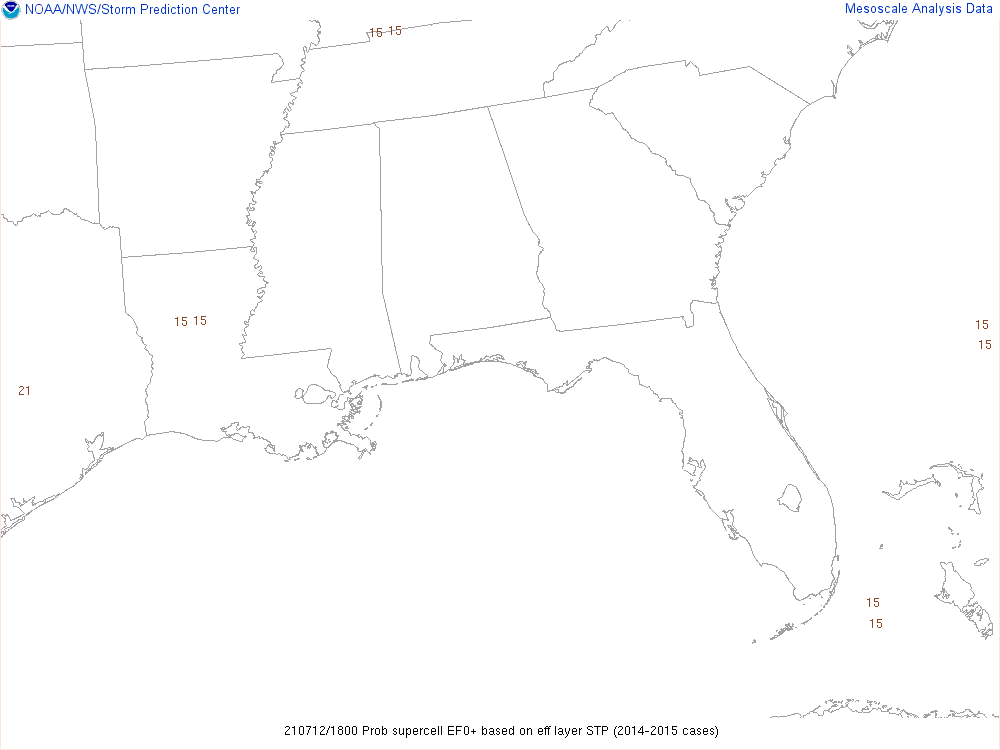 NOAA/NWS/Storm Prediction Center
Mesoscale Analysis Data
15 15
15 15
15
15
21
15
15
210712/1800 Prob supercell EF0+ based on eff layer STP (2014-2015 cases)